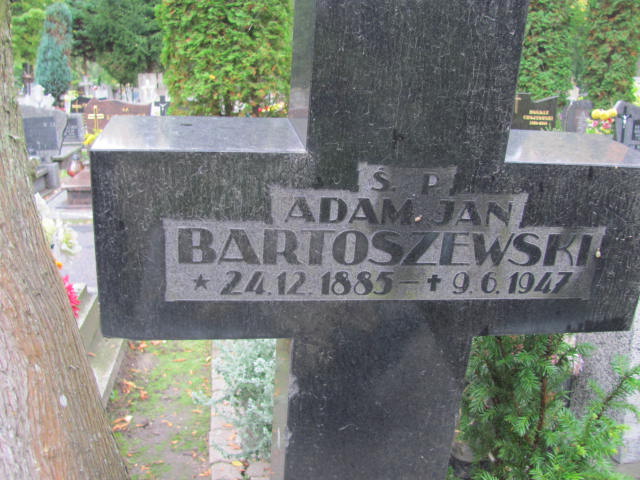 S. P.
ADAM JAN
BARTOSZEWSKI
* 24.12.1885 – ✝ 9.6.1947